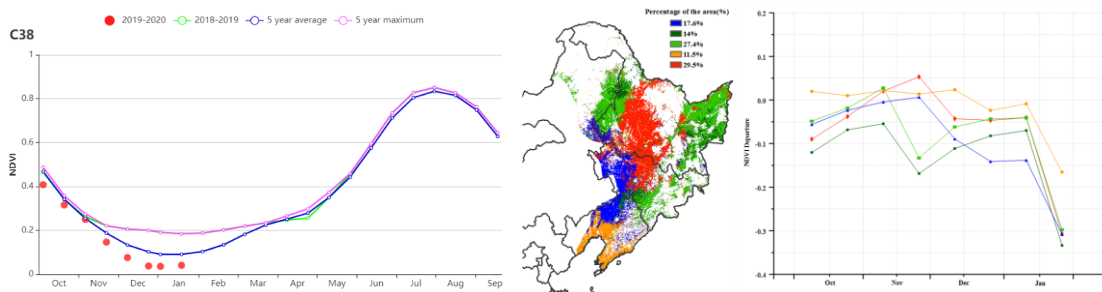 2019-2020 2018-2019 5 year average 5 year maximum
C38
1
0.8
0.6
0.4
0.2
0
NDVI
Oct Nov Dec Jan Feb Mar Apr May Jun Jul Aug Sep
Percentage of the area(%)
17.6%
14%
27.4%
11.5%
29.5%
0.2
0.1
0.0
-0.1
-0.2
-0.3
-0.4
NDVI Departure
Oct Nov Dec Jan